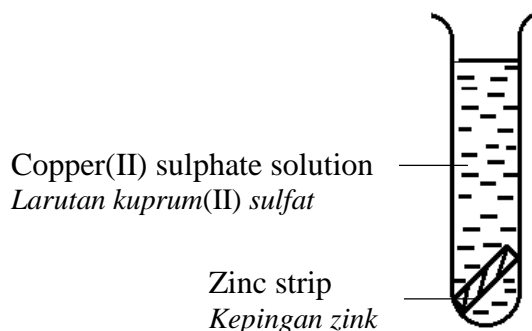 Copper(II) sulphate solution
Larutan kuprum(II) sulfat
Zinc strip
Kepingan zink